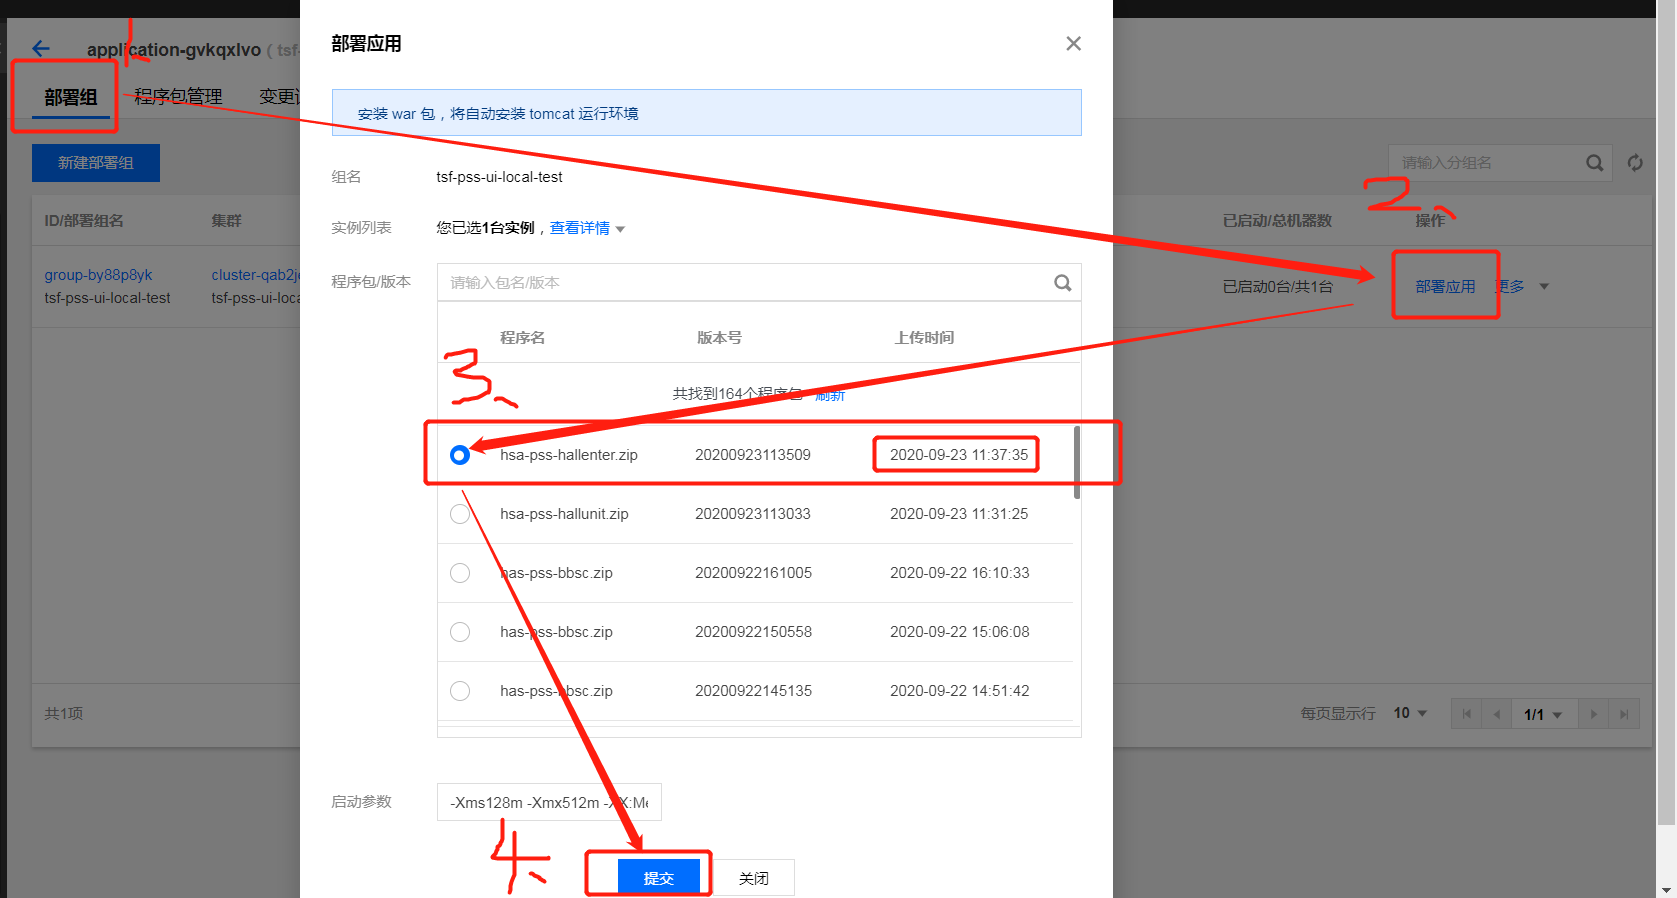 1、
application-gvkqxlvo ( tsf-
部署组 程序包管理 变更
新建部署组
请输入分组名
ID/部署组名 集群 已启动/总机器数 操作
group-by88p8yk cluster-qab2j
tsf-pss-ui-local-test tsf-pss-ui-loca
已启动0台/共1台 部署应用 更多
共1项
每页显示行 10 1/1
部署应用
安装 war 包，将自动安装 tomcat 运行环境
组名 tsf-pss-ui-local-test
实例列表 您已选1台实例，查看详情
程序包/版本 请输入包名/版本
程序名 版本号 上传时间
共找到164个程序包 刷新
hsa-pss-hallenter.zip 20200923113509 2020-09-23 11:37:35
hsa-pss-hallunit.zip 20200923113033 2020-09-23 11:31:25
has-pss-bbsc.zip 20200922161005 2020-09-22 16:10:33
has-pss-bbsc.zip 20200922150558 2020-09-22 15:06:08
has-pss-bbsc.zip 20200922145135 2020-09-22 14:51:42
启动参数 -Xms128m -Xmx512m -XX:Me
提交 关闭
2、
3、
4、